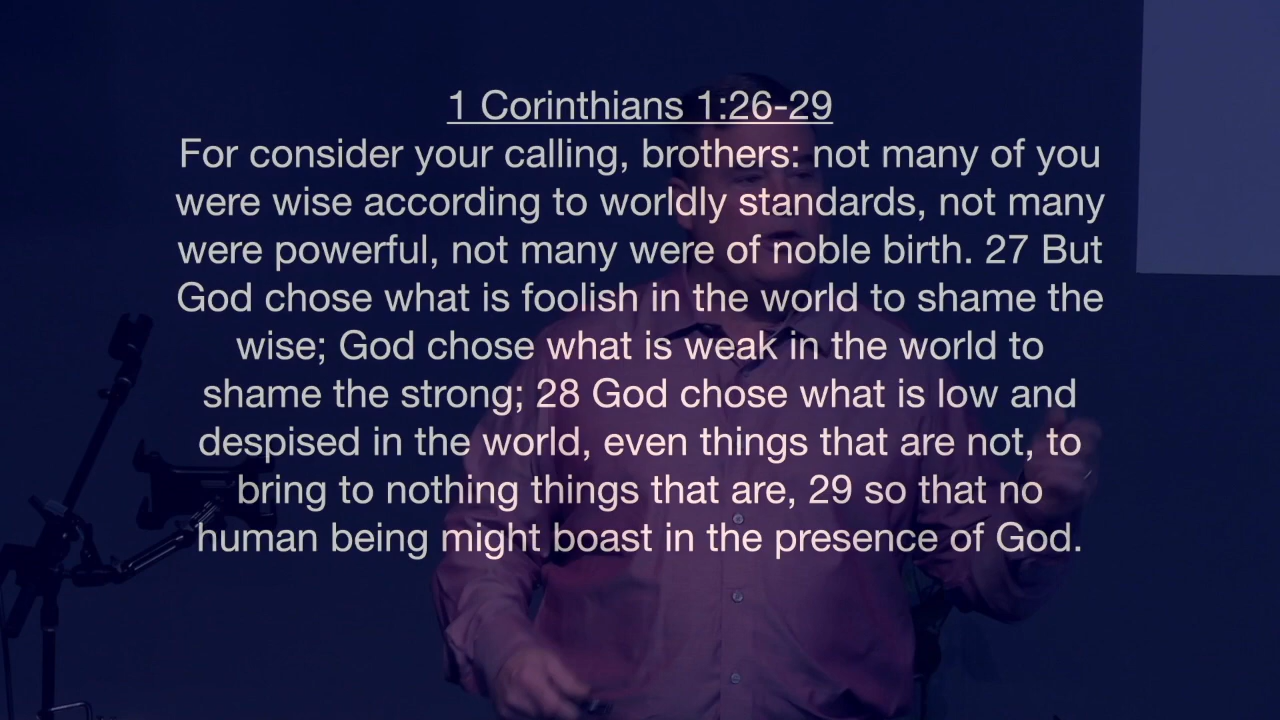 1 Corinthians 1:26-29
For consider your calling, brothers: not many of you
were wise according to worldly standards, not many
were powerful, not many were of noble birth. 27 But
God chose what is foolish in the world to shame the
wise; God chose what is weak in the world to
shame the strong; 28 God chose what is low and
despised in the world, even things that are not, to
bring to nothing things that are, 29 so that no
human being might boast in the presence of God.